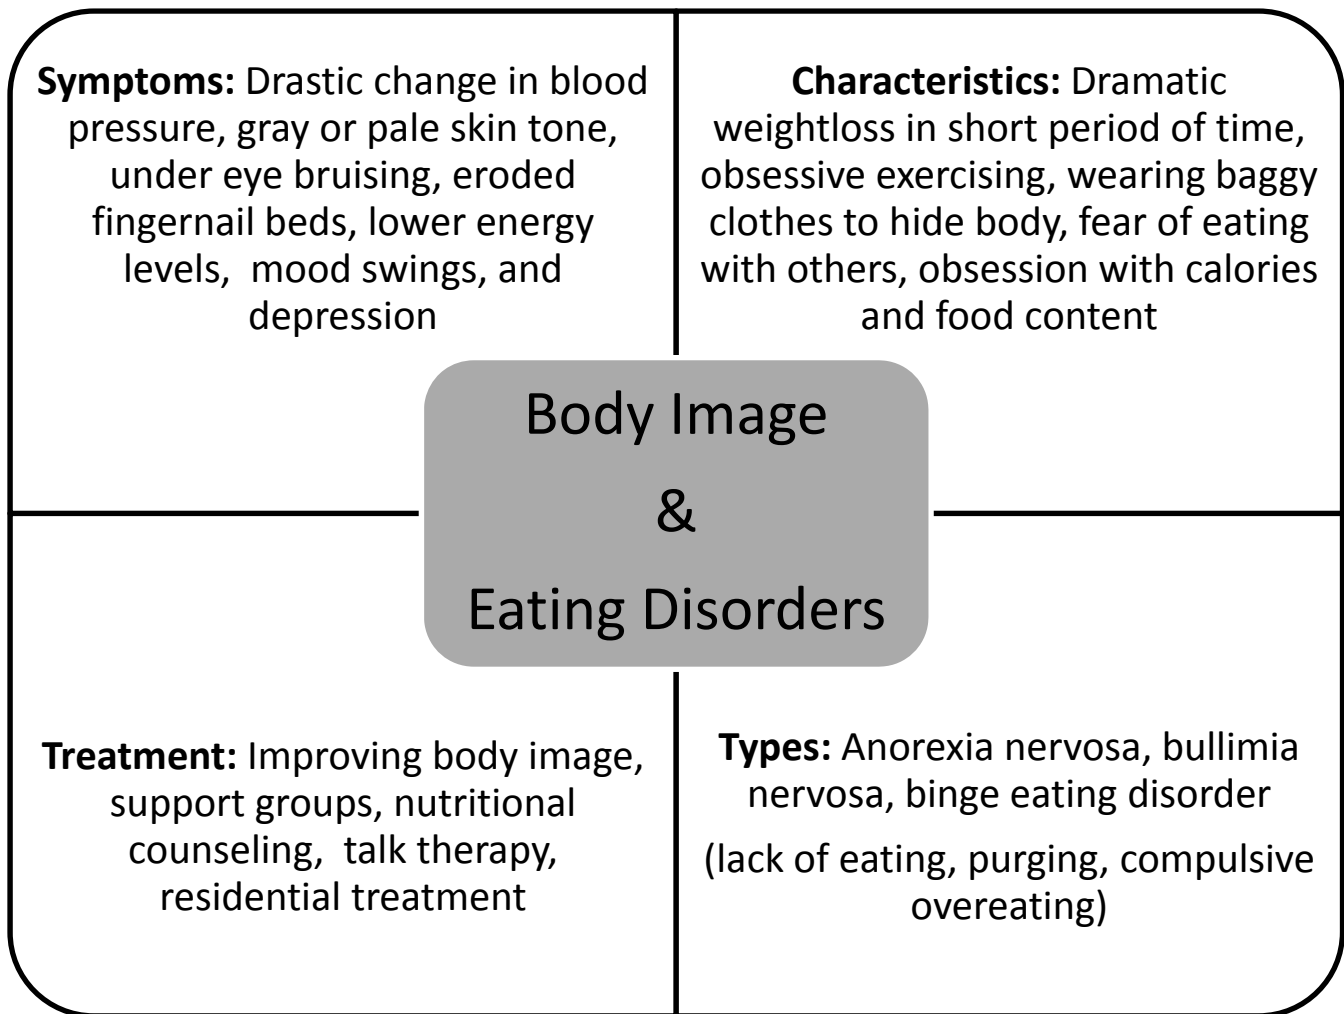 Symptoms: Drastic change in blood
pressure, gray or pale skin tone,
under eye bruising, eroded
fingernail beds, lower energy
levels,  mood swings, and
depression
Characteristics: Dramatic
weightloss in short period of time,
obsessive exercising, wearing baggy
clothes to hide body, fear of eating
with others, obsession with calories
and food content
Body Image
&
Eating Disorders
Treatment: Improving body image,
support groups, nutritional
counseling,  talk therapy,
residential treatment
Types: Anorexia nervosa, bullimia
nervosa, binge eating disorder
(lack of eating, purging, compulsive
overeating)